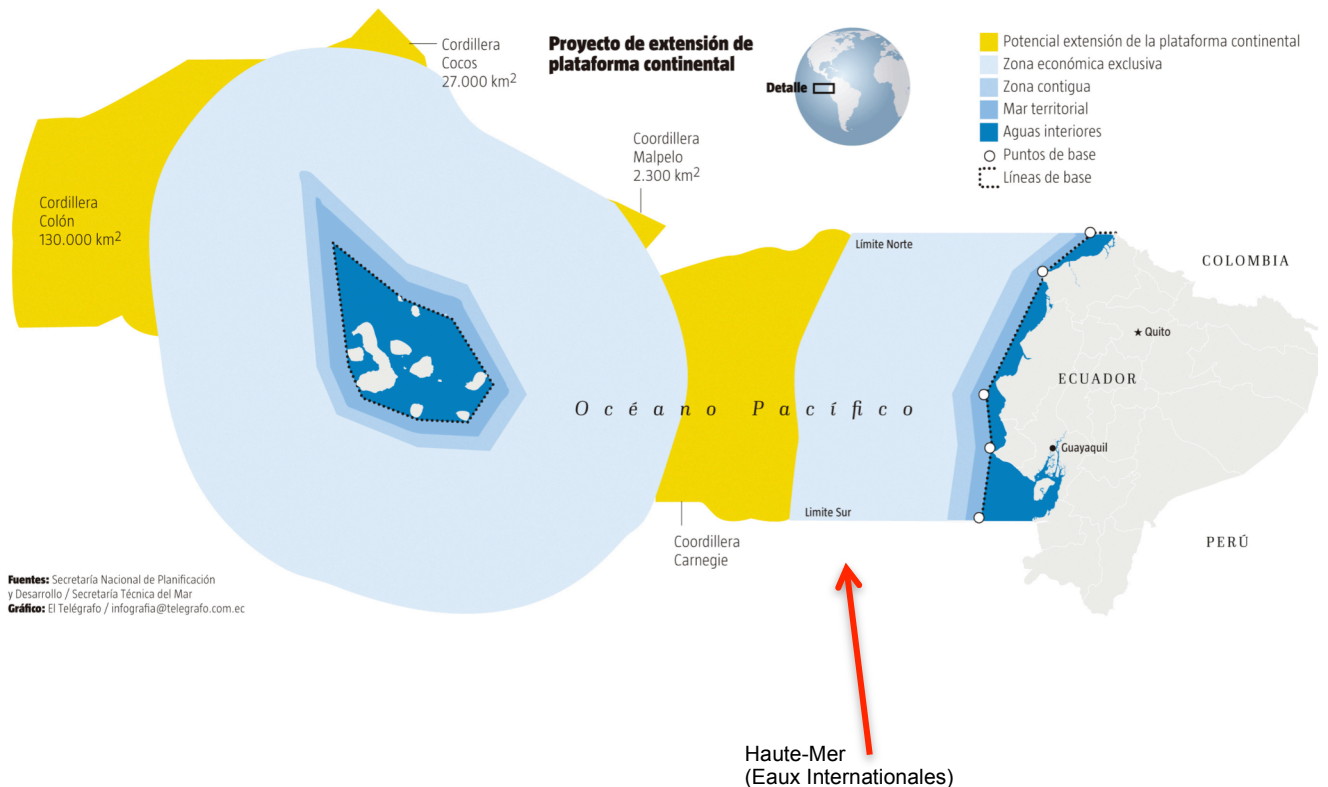 Proyecto de extensión de
plataforma continental
Detalle
Potencial extensión de la plataforma continental
Zona económica exclusiva
Zona contigua
Mar territorial
Aguas interiores
Puntos de base
Líneas de base
Cordillera
Cocos
27.000 km2
Coordillera
Malpelo
2.300 km2
Cordillera
Colón
130.000 km2
Límite Norte
COLOMBIA
Quito
ECUADOR
Océano Pacífico
Guayaquil
Limite Sur
PERÚ
Coordillera
Carnegie
Fuentes: Secretaría Nacional de Planificación
y Desarrollo / Secretaría Técnica del Mar
Gráfico: El Telégrafo / infografia@telegrafo.com.ec
Haute-Mer
(Eaux Internationales)